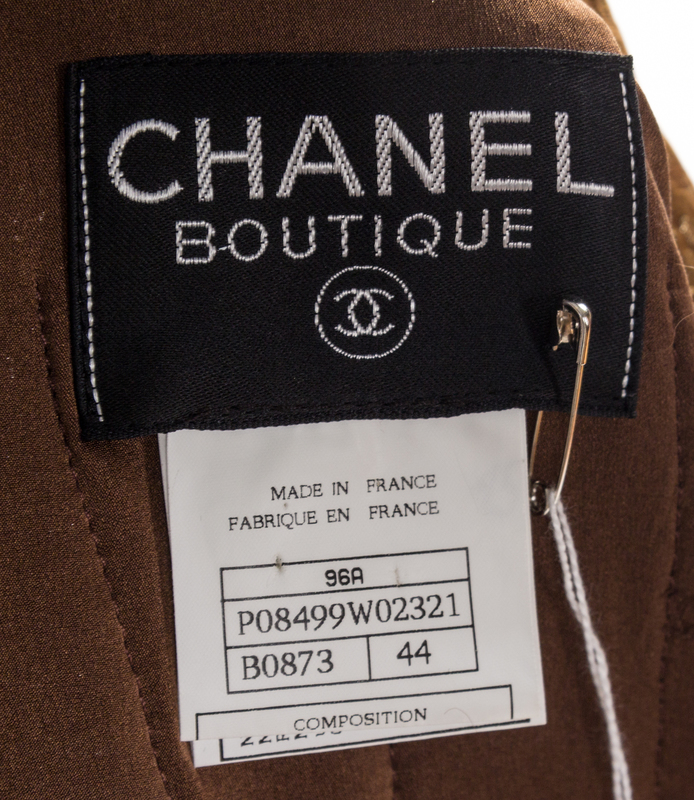 CHANEL
BOUTIQUE
MADE IN FRANCE
FABRIQUE EN FRANCE
96A
P08499W02321
B0873 44
COMPOSITION